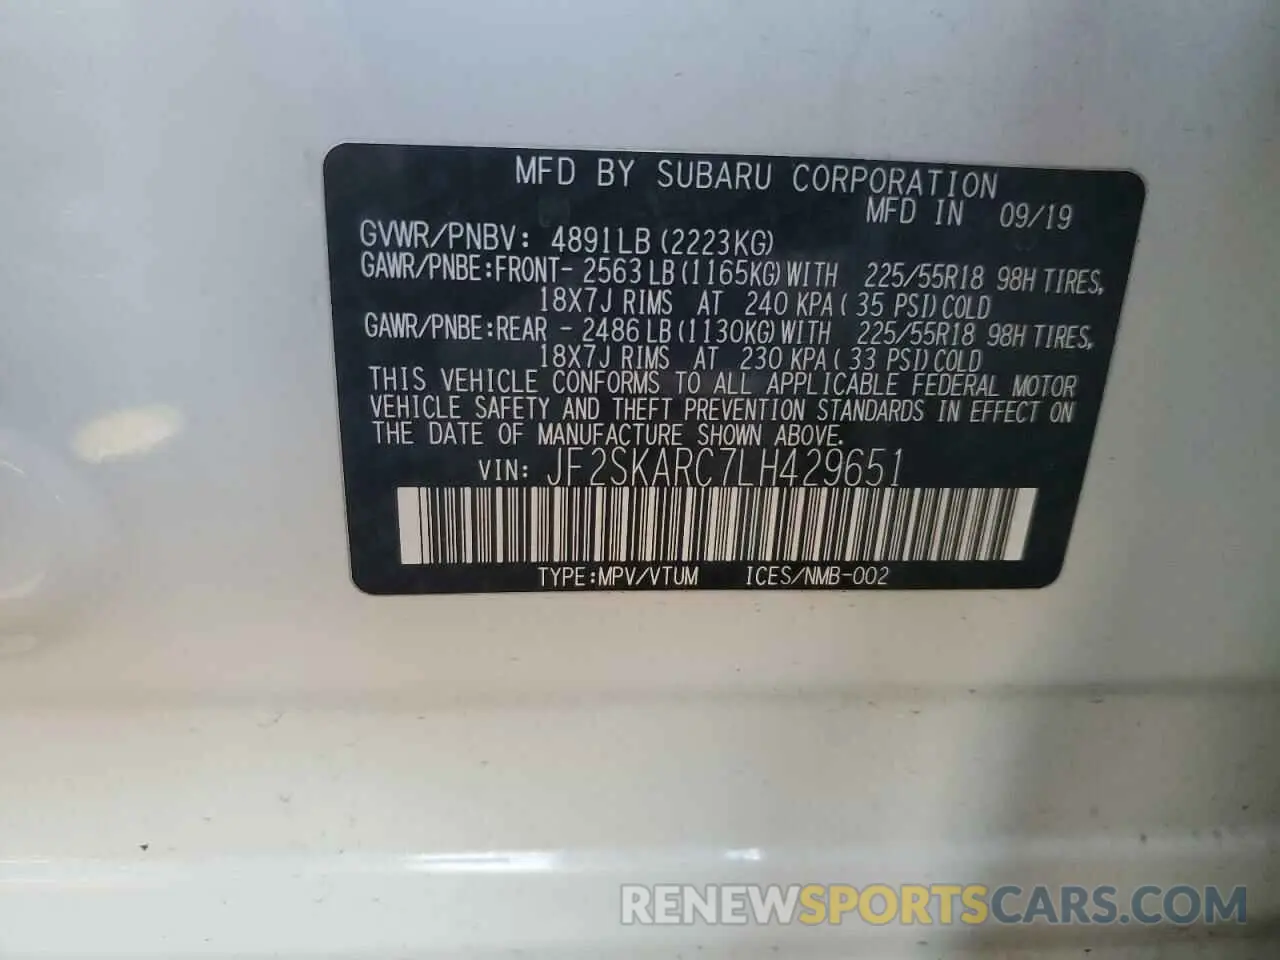 MFD BY SUBARU CORPORATION
MFD IN 09/19
GVWR/PNBV: 4891LB (2223KG)
GAWR/PNBE:FRONT- 2563LB (1165KG) WITH 225/55R18 98H TIRES,
18X7J RIMS AT 240 KPA ( 35 PSI) COLD
GAWR/PNBE:REAR - 2486LB (1130KG) WITH 225/55R18 98H TIRES,
18X7J RIMS AT 230 KPA ( 33 PSI) COLD
THIS VEHICLE CONFORMS TO ALL APPLICABLE FEDERAL MOTOR
VEHICLE SAFETY AND THEFT PREVENTION STANDARDS IN EFFECT ON
THE DATE OF MANUFACTURE SHOWN ABOVE.
VIN: JF2SKARC7LH429651
TYPE:MPV/VTUM ICES/NMB-002
RENEWSPORTSCARS.COM